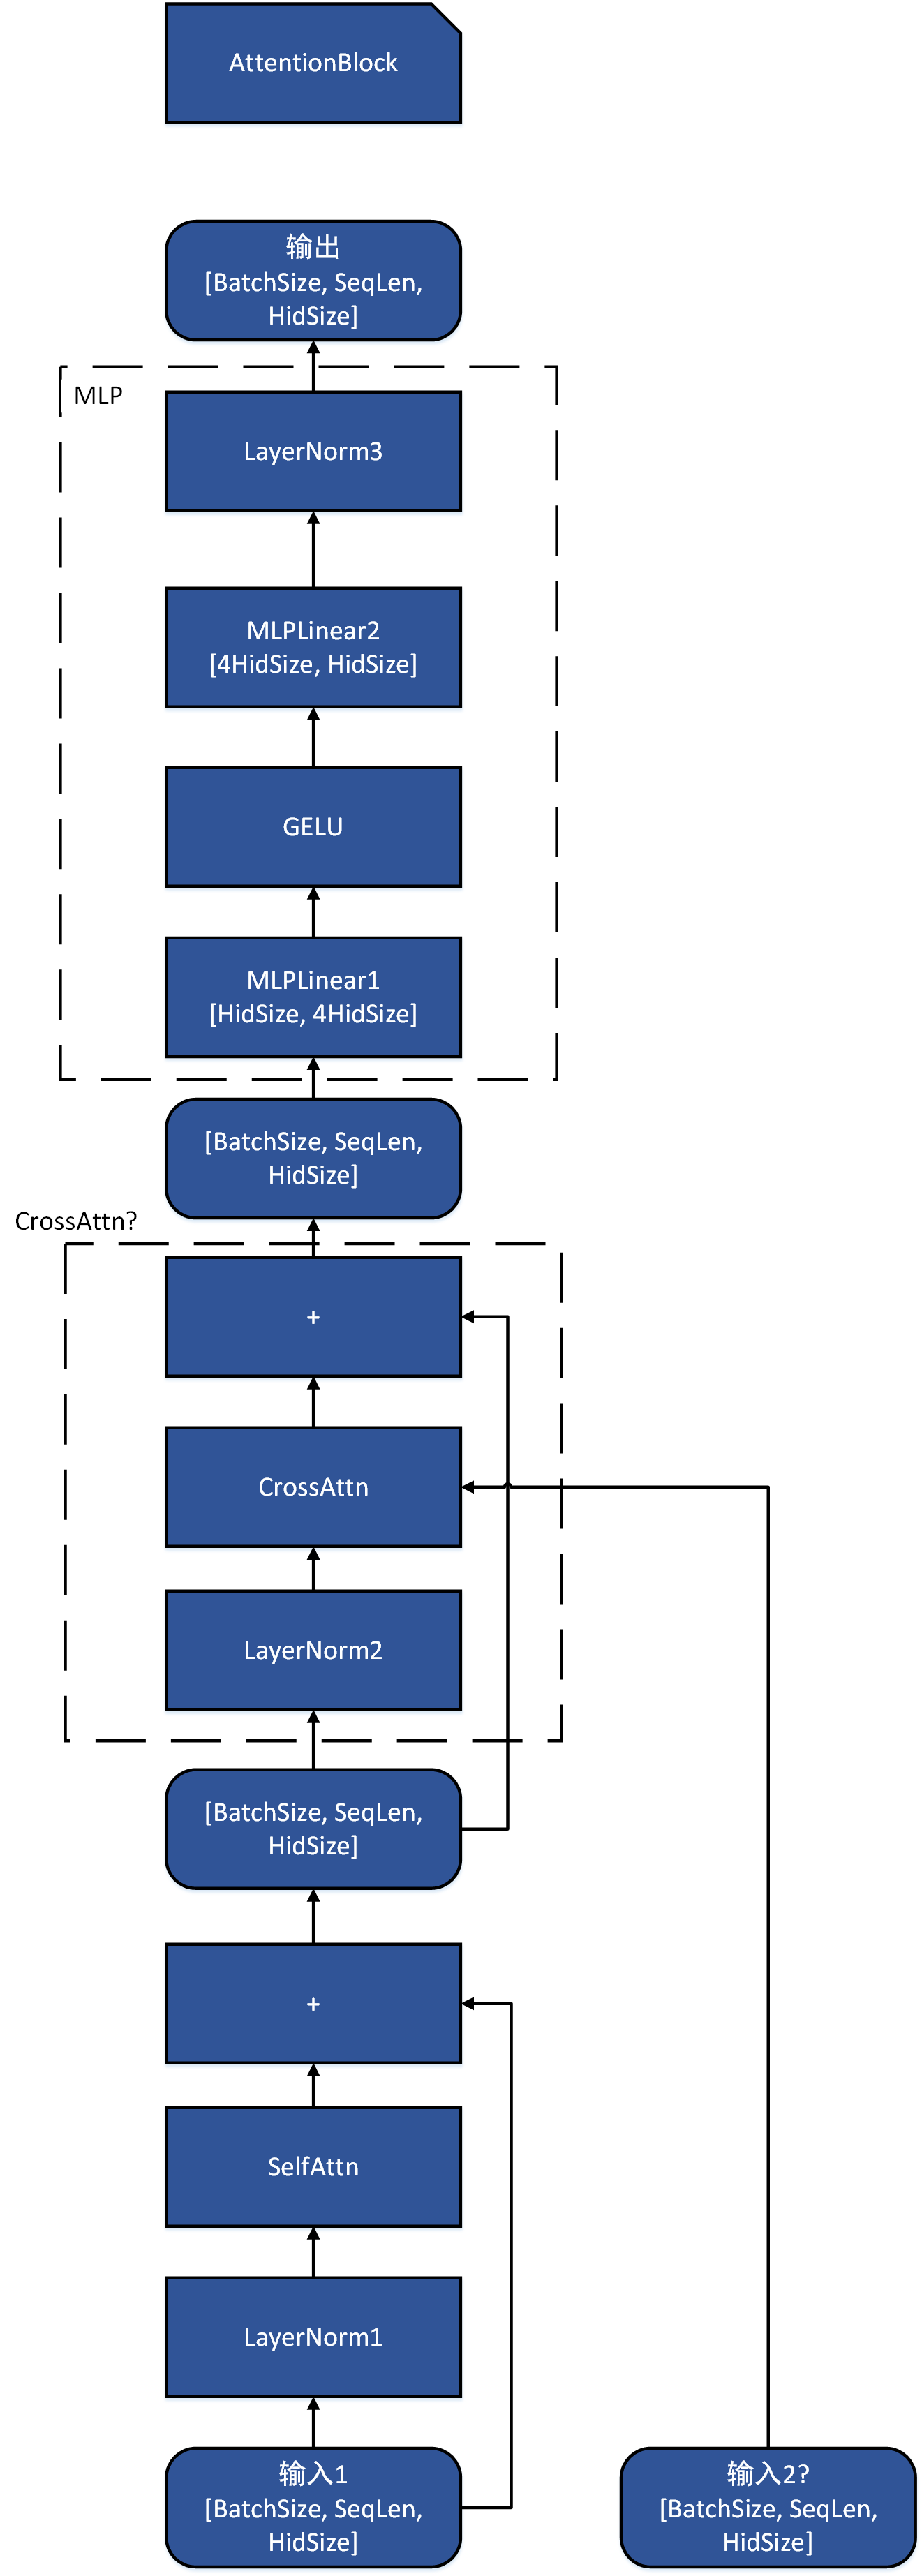 AttentionBlock
输出
[BatchSize, SeqLen,
HidSize]
MLP
LayerNorm3
MLPLinear2
[4HidSize, HidSize]
GELU
MLPLinear1
[HidSize, 4HidSize]
[BatchSize, SeqLen,
HidSize]
CrossAttn?
+
CrossAttn
LayerNorm2
[BatchSize, SeqLen,
HidSize]
+
SelfAttn
LayerNorm1
输入1
[BatchSize, SeqLen,
HidSize]
输入2?
[BatchSize, SeqLen,
HidSize]